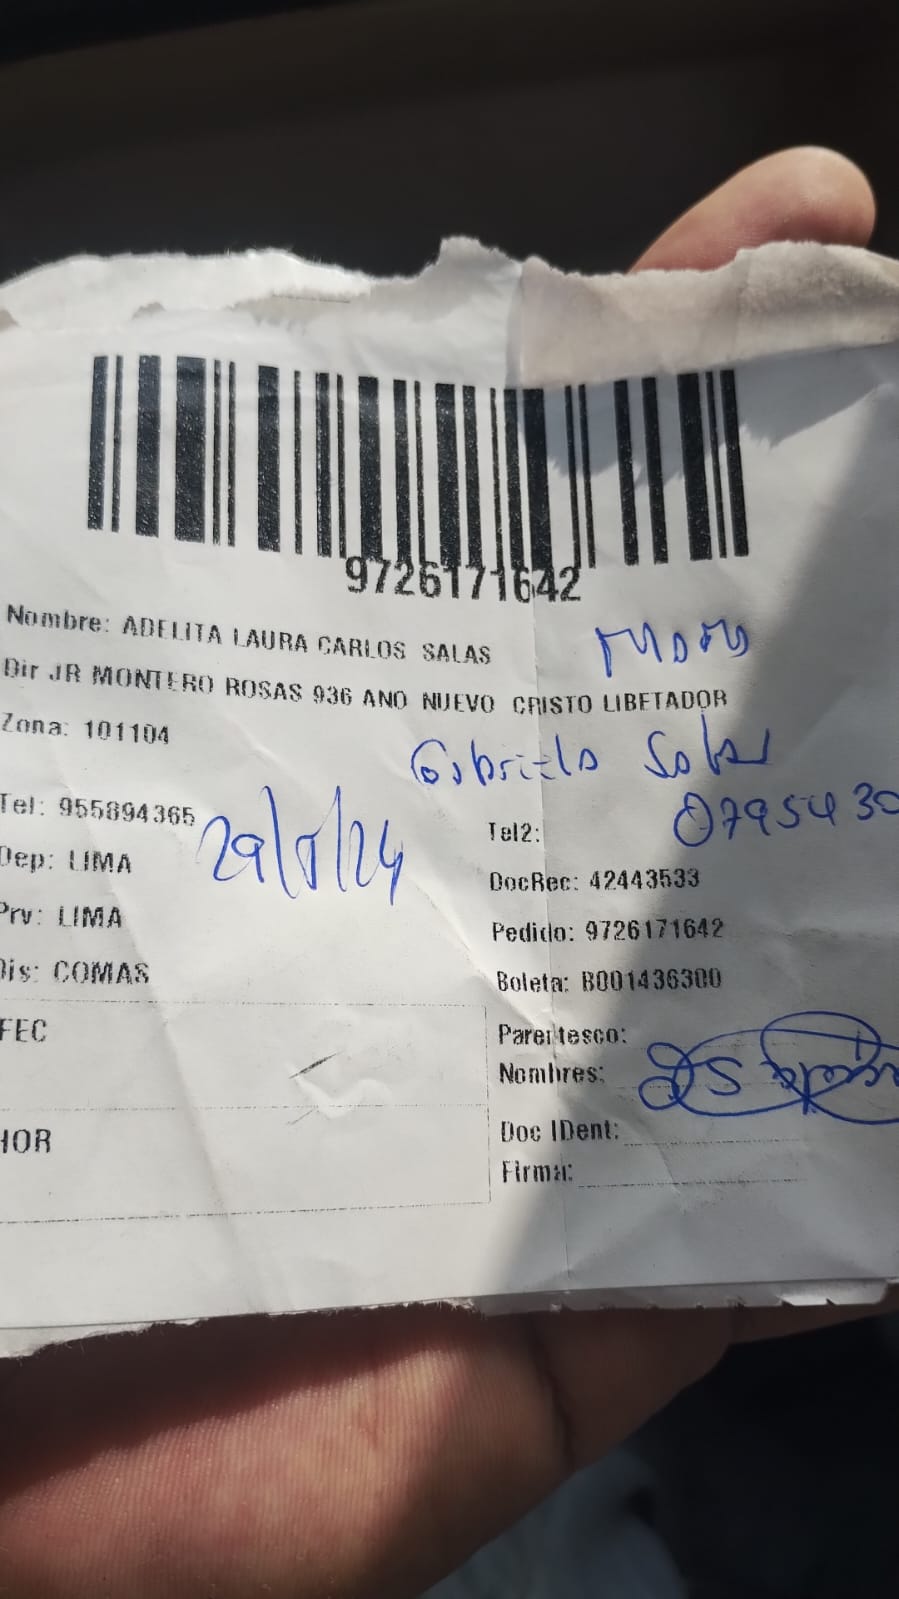 9726171642
Nombre: ADELITA LAURA CARLOS SALAS
Dir JR MONTERO ROSAS 936 ANO NUEVO CRISTO LIBETADOR
Zona: 101104
Gabriela Salas
Tel: 955894365
29/8/24
Tel2:
0795430
Dep: LIMA
DocRec: 42443533
Prv: LIMA
Pedido: 9726171642
Dis: COMAS
Boleta: B001436300
FEC
Parentesco:
Nombres:
HOR
Doc IDent:
Firma: